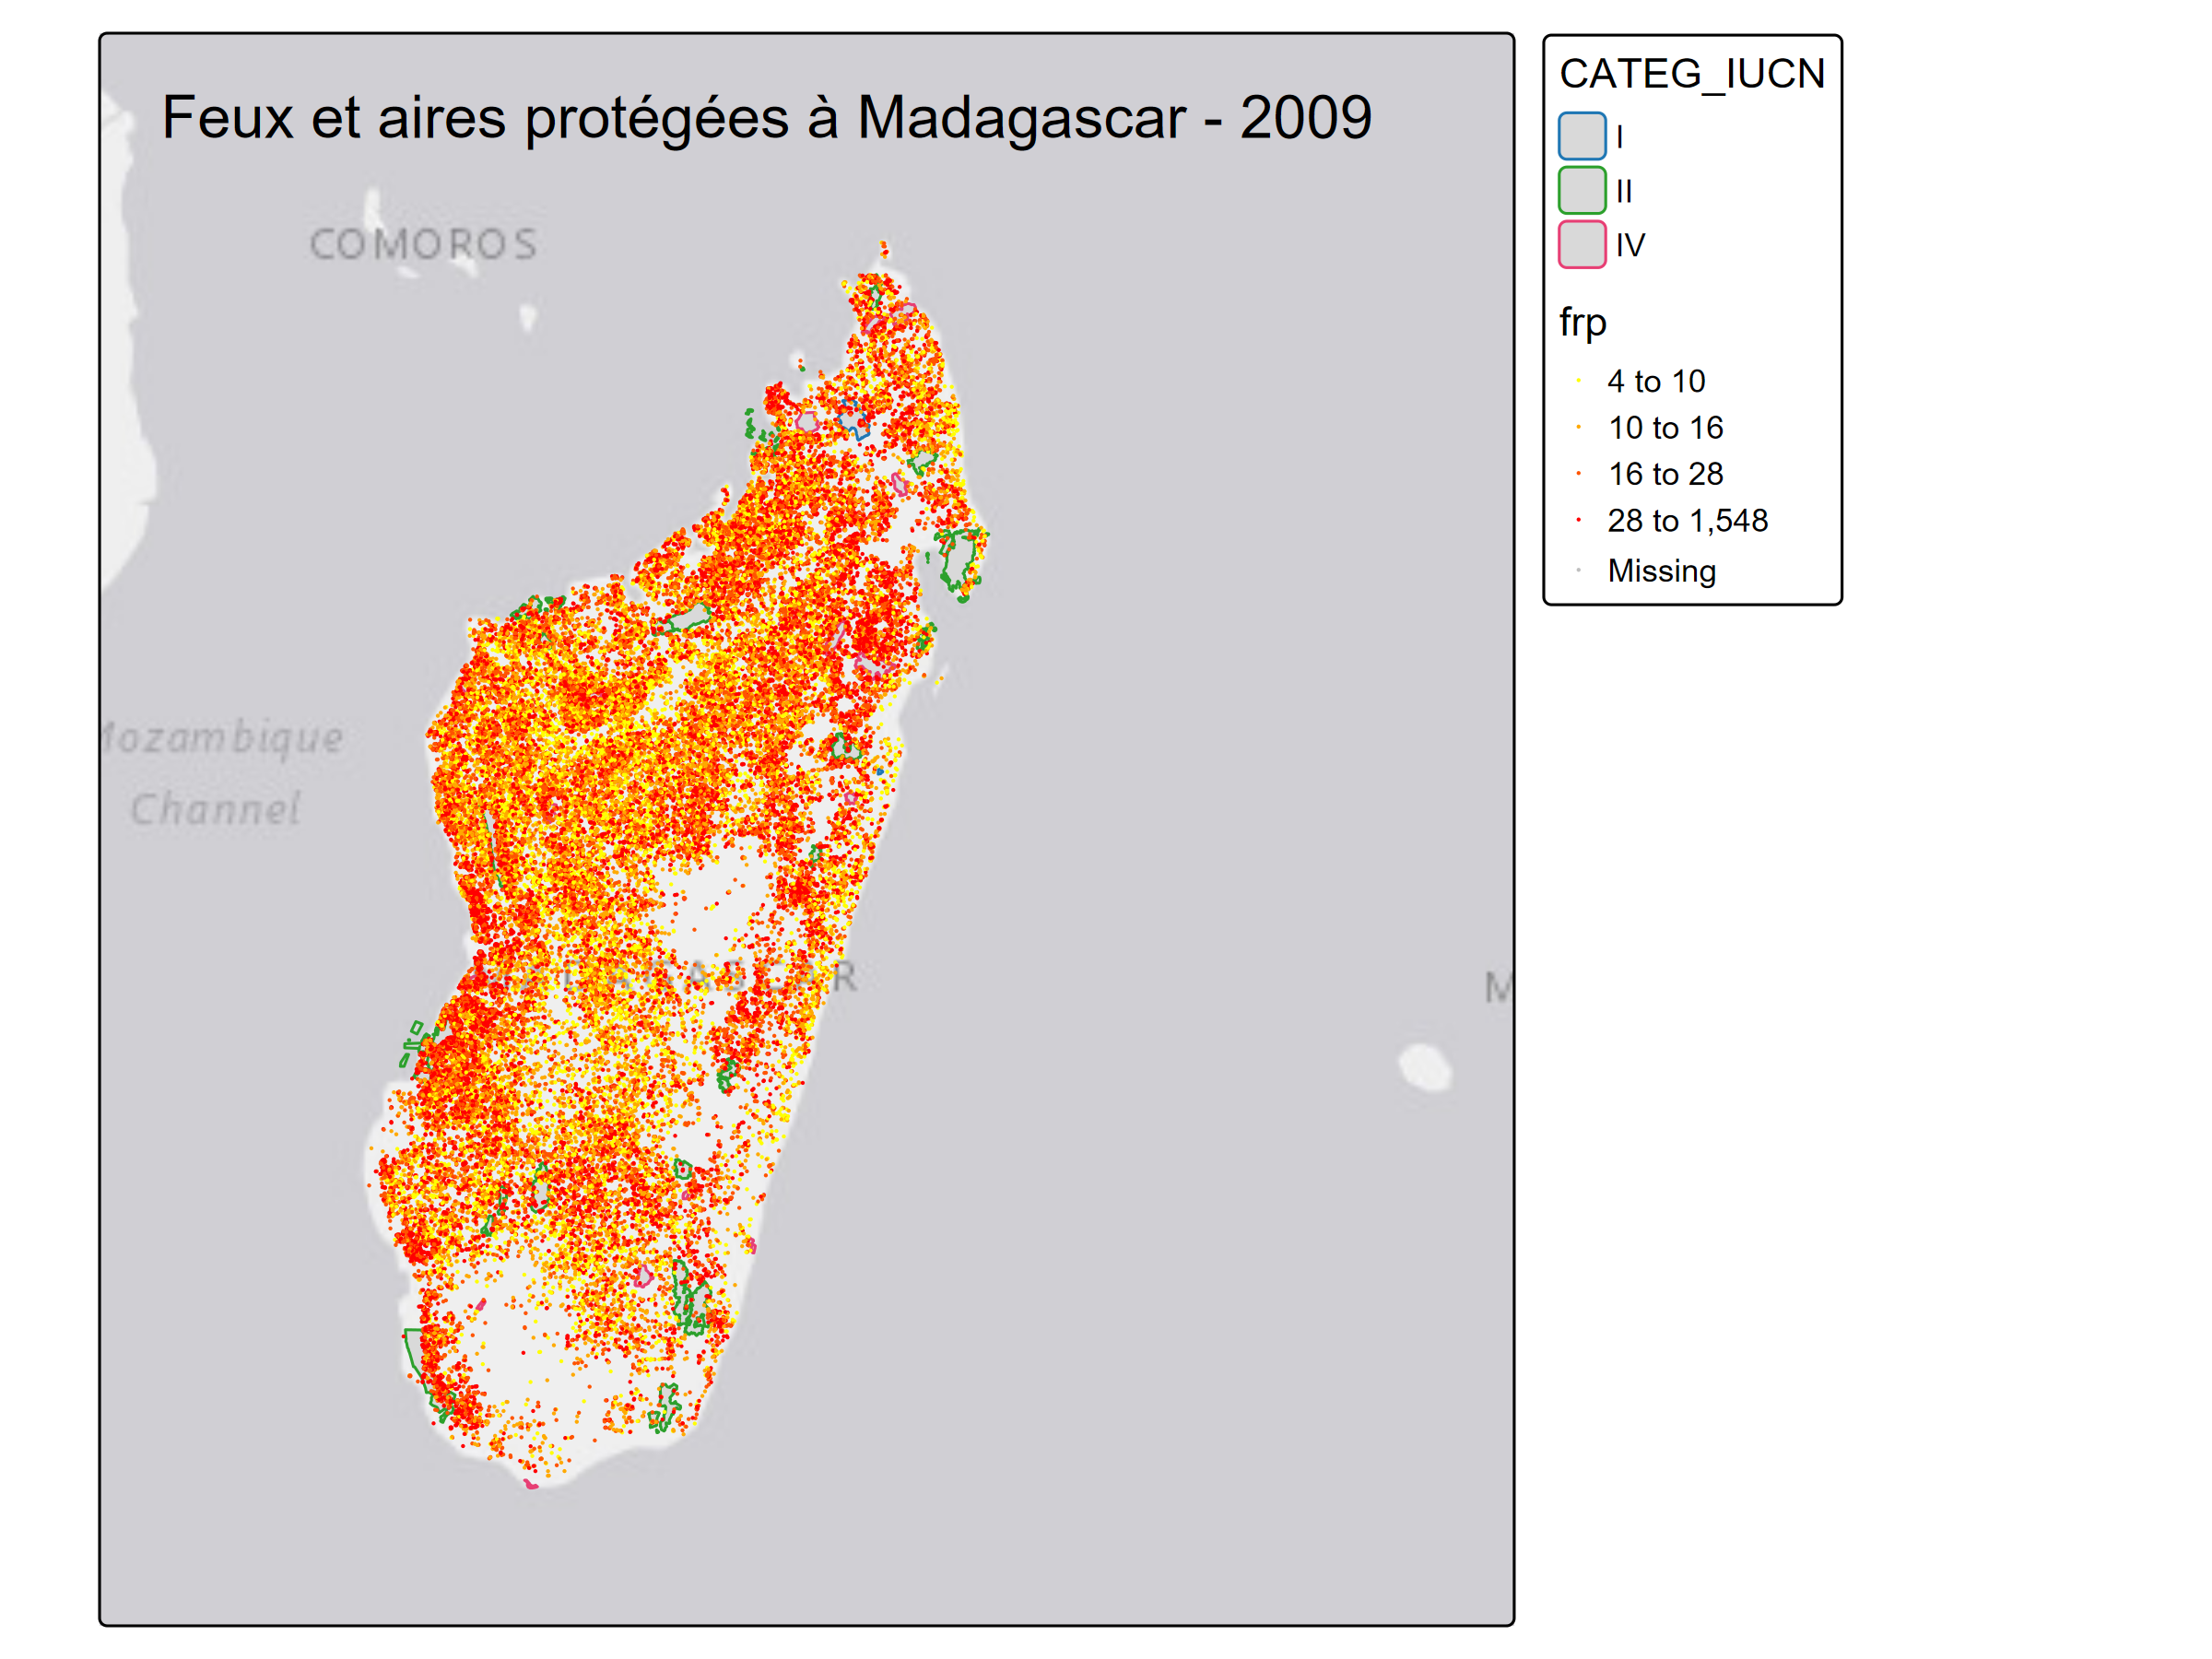 Feux et aires protégées à Madagascar - 2009
COMOROS
Mozambique
Channel
MADAGASCAR
M
CATEG_IUCN
I
II
IV
frp
4 to 10
10 to 16
16 to 28
28 to 1,548
Missing